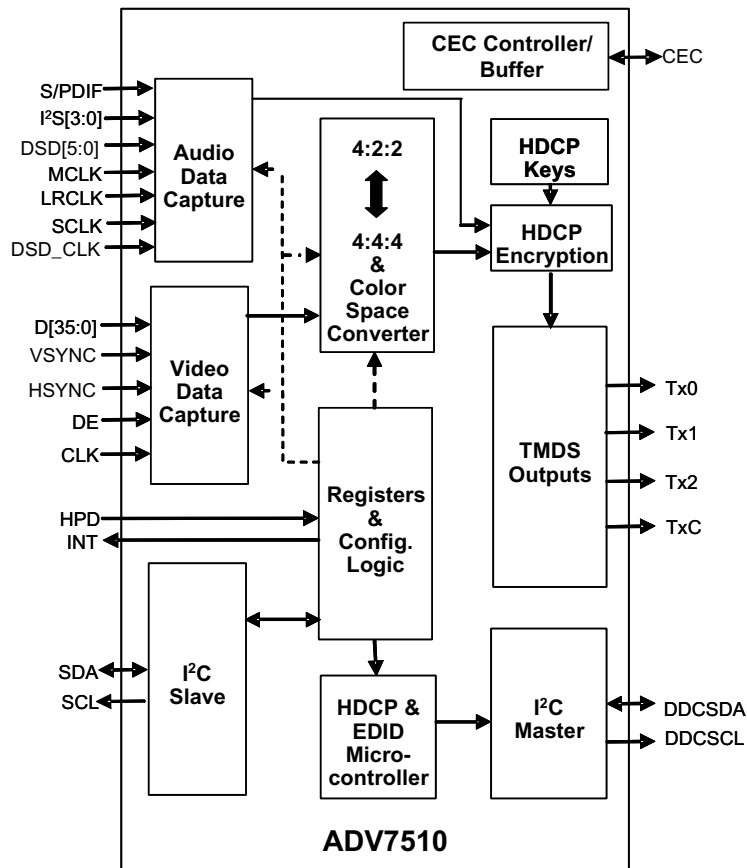 CEC Controller/
Buffer
CEC
S/PDIF
I²S[3:0]
DSD[5:0]
MCLK
LRCLK
SCLK
DSD_CLK
Audio
Data
Capture
4:2:2
4:4:4
&
Color
Space
Converter
HDCP
Keys
HDCP
Encryption
D[35:0]
VSYNC
HSYNC
DE
CLK
Video
Data
Capture
TMDS
Outputs
Tx0
Tx1
Tx2
TxC
HPD
INT
Registers
&
Config.
Logic
SDA
SCL
I²C
Slave
HDCP &
EDID
Micro-
controller
I²C
Master
DDCSDA
DDCSCL
ADV7510